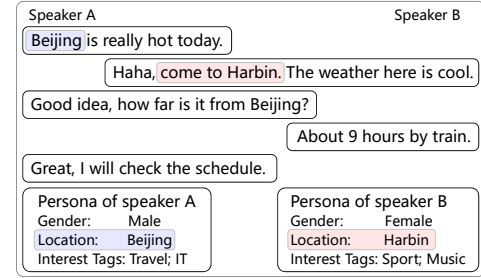 Speaker A Speaker B
Beijing is really hot today.
Haha, come to Harbin. The weather here is cool.
Good idea, how far is it from Beijing?
About 9 hours by train.
Great, I will check the schedule.
Persona of speaker A
Gender: Male
Location: Beijing
Interest Tags: Travel; IT
Persona of speaker B
Gender: Female
Location: Harbin
Interest Tags: Sport; Music